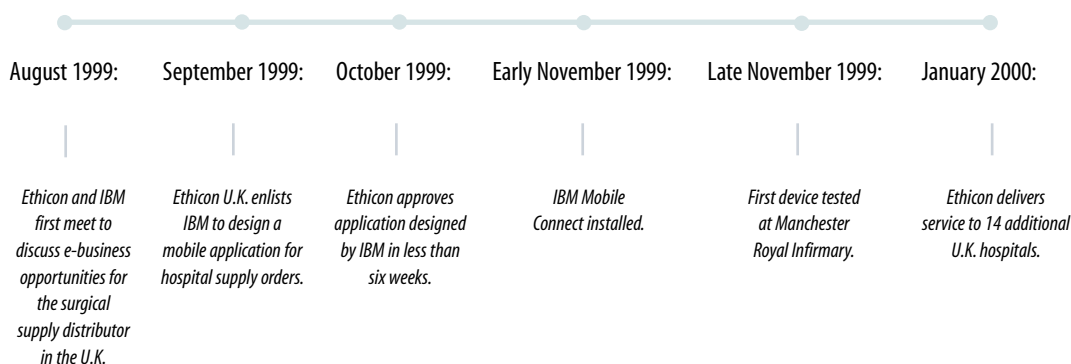 August 1999:
September 1999:
October 1999:
Early November 1999:
Late November 1999:
January 2000:
Ethicon and IBM
first meet to
discuss e-business
opportunities for
the surgical
supply distributor
in the U.K.
Ethicon U.K. enlists
IBM to design a
mobile application for
hospital supply orders.
Ethicon approves
application designed
by IBM in less than
six weeks.
IBM Mobile
Connect installed.
First device tested
at Manchester
Royal Infirmary.
Ethicon delivers
service to 14 additional
U.K. hospitals.